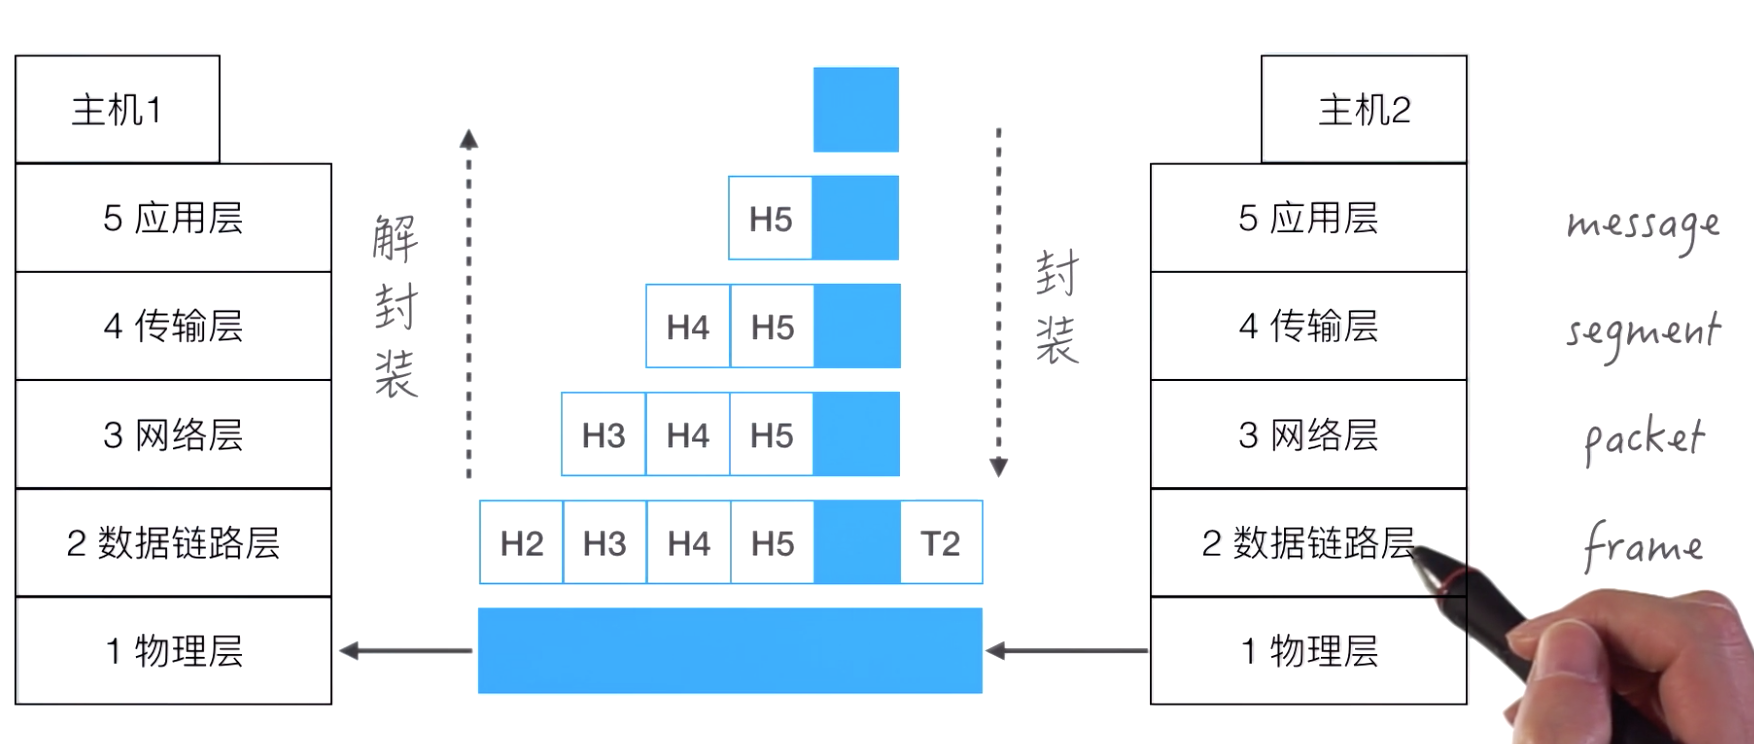 主机1
5 应用层
4 传输层
3 网络层
2 数据链路层
1 物理层
解封装
H5
H4 H5
H3 H4 H5
H2 H3 H4 H5 T2
封装
主机2
5 应用层
4 传输层
3 网络层
2 数据链路层
1 物理层
message
segment
packet
frame